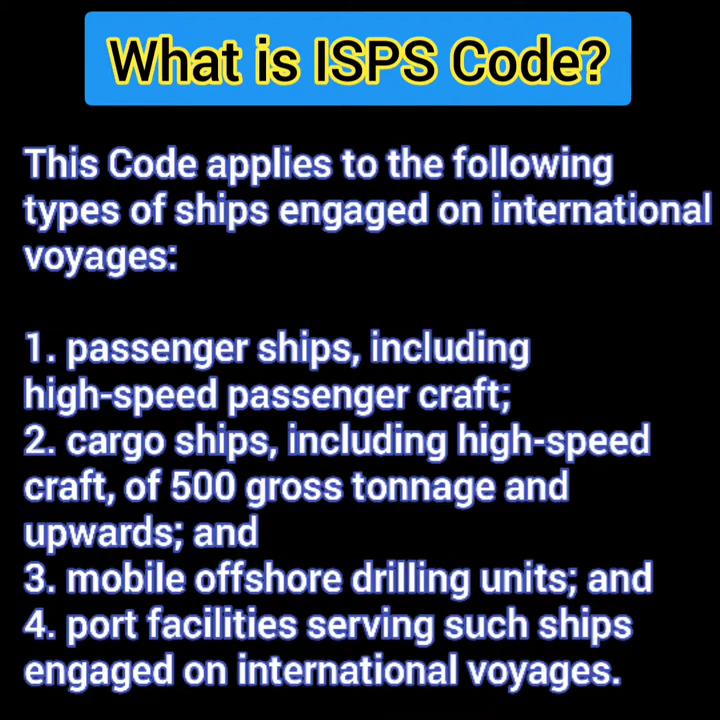 What is ISPS Code?
This Code applies to the following
types of ships engaged on international
voyages:
1. passenger ships, including
high-speed passenger craft;
2. cargo ships, including high-speed
craft, of 500 gross tonnage and
upwards; and
3. mobile offshore drilling units; and
4. port facilities serving such ships
engaged on international voyages.